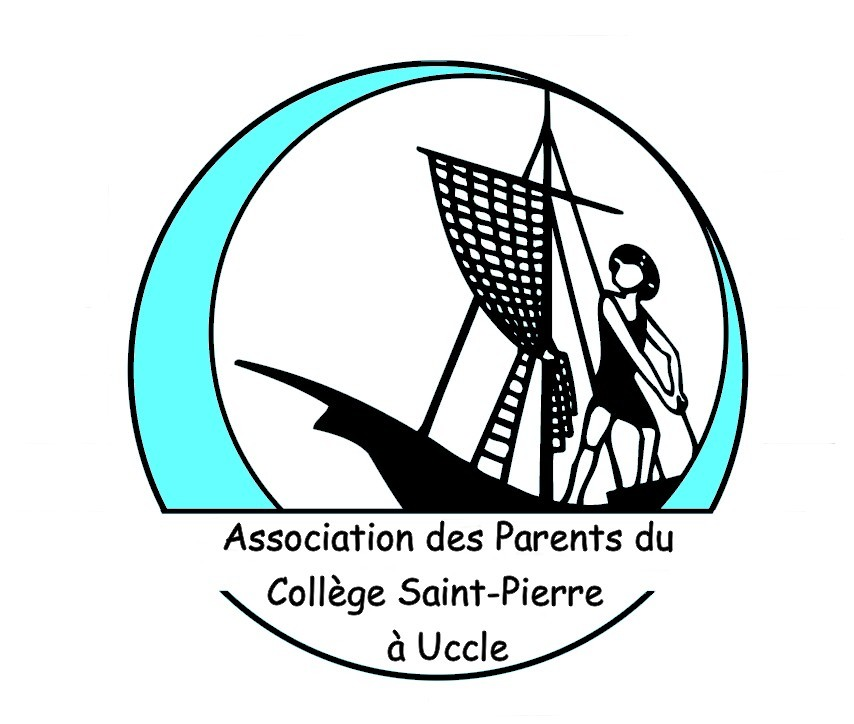 Association des Parents du
Collège Saint-Pierre
à Uccle